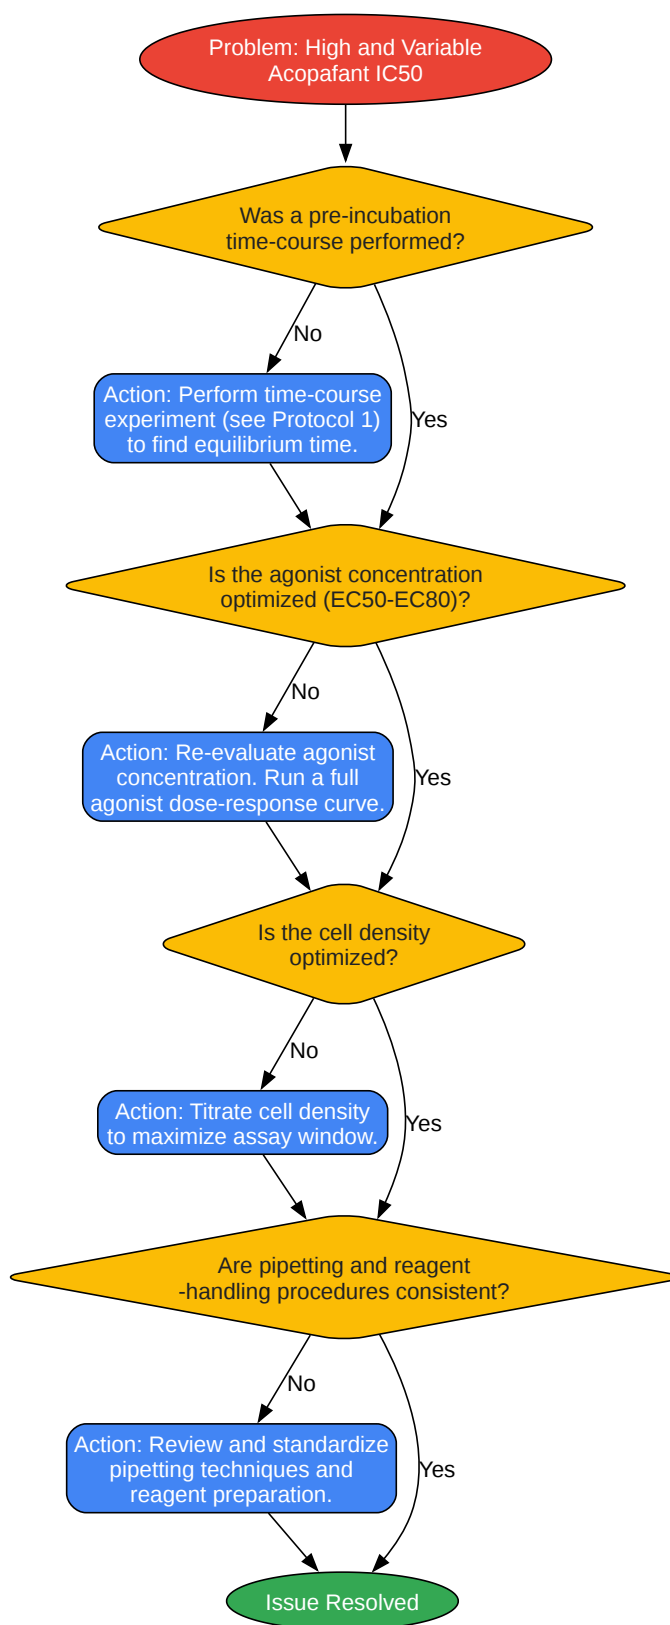 Problem: High and Variable
Acopafant IC50
Was a pre-incubation
time-course performed?
No
Action: Perform time-course
experiment (see Protocol 1)
to find equilibrium time.
Yes
Is the agonist concentration
optimized (EC50-EC80)?
No
Action: Re-evaluate agonist
concentration. Run a full
agonist dose-response curve.
Yes
Is the cell density
optimized?
No
Action: Titrate cell density
to maximize assay window.
Yes
Are pipetting and reagent
-handling procedures consistent?
No
Action: Review and standardize
pipetting techniques and
reagent preparation.
Yes
Issue Resolved